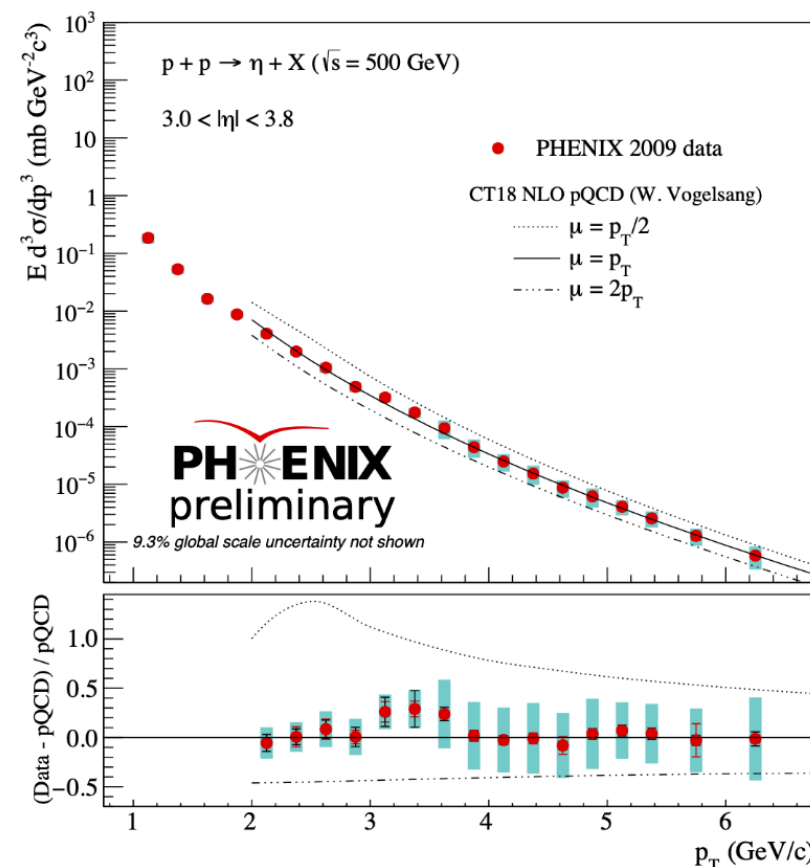 10³
10²
10
1
10⁻¹
10⁻²
10⁻³
10⁻⁴
10⁻⁵
10⁻⁶
E d³σ/dp³ (mb GeV⁻²c³)
p + p → η + X (√s = 500 GeV)
3.0 < |η| < 3.8
PHENIX 2009 data
CT18 NLO pQCD (W. Vogelsang)
μ = p_T/2
μ = p_T
μ = 2p_T
PHENIX
preliminary
9.3% global scale uncertainty not shown
(Data - pQCD) / pQCD
1.0
0.5
0.0
−0.5
1 2 3 4 5 6
p_T (GeV/c)